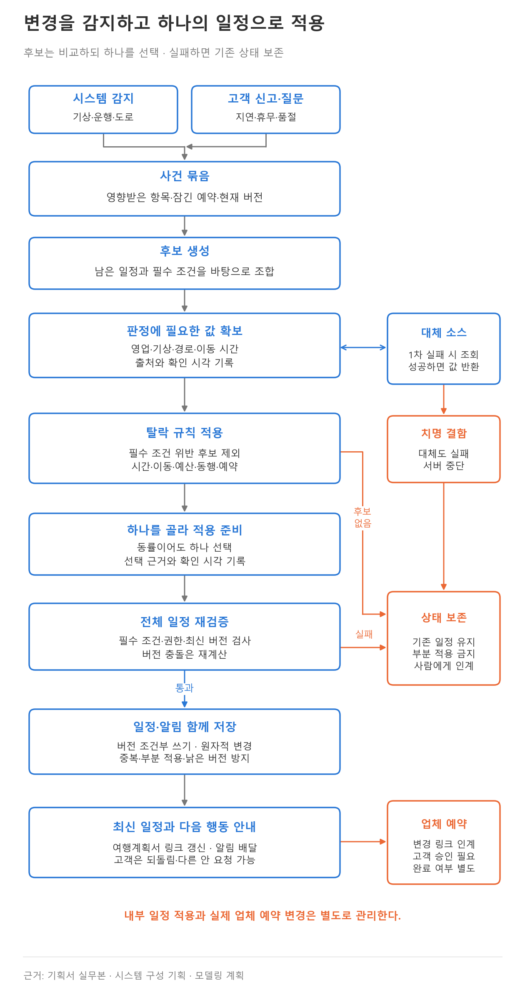 변경을 감지하고 하나의 일정으로 적용
후보는 비교하되 하나를 선택 · 실패하면 기존 상태 보존
시스템 감지
기상·운행·도로
고객 신고·질문
지연·휴무·품절
사건 묶음
영향받은 항목·잠긴 예약·현재 버전
후보 생성
남은 일정과 필수 조건을 바탕으로 조합
판정에 필요한 값 확보
영업·기상·경로·이동 시간
출처와 확인 시각 기록
대체 소스
1차 실패 시 조회
성공하면 값 반환
탈락 규칙 적용
필수 조건 위반 후보 제외
시간·이동·예산·동행·예약
치명 결함
대체도 실패
서버 중단
후보
없음
하나를 골라 적용 준비
동률이어도 하나 선택
선택 근거와 확인 시각 기록
전체 일정 재검증
필수 조건·권한·최신 버전 검사
버전 충돌은 재계산
실패
상태 보존
기존 일정 유지
부분 적용 금지
사람에게 인계
통과
일정·알림 함께 저장
버전 조건부 쓰기 · 원자적 변경
중복·부분 적용·낡은 버전 방지
최신 일정과 다음 행동 안내
여행계획서 링크 갱신 · 알림 배달
고객은 되돌림·다른 안 요청 가능
업체 예약
변경 링크 인계
고객 승인 필요
완료 여부 별도
내부 일정 적용과 실제 업체 예약 변경은 별도로 관리한다.
근거: 기획서 실무본 · 시스템 구성 기획 · 모델링 계획